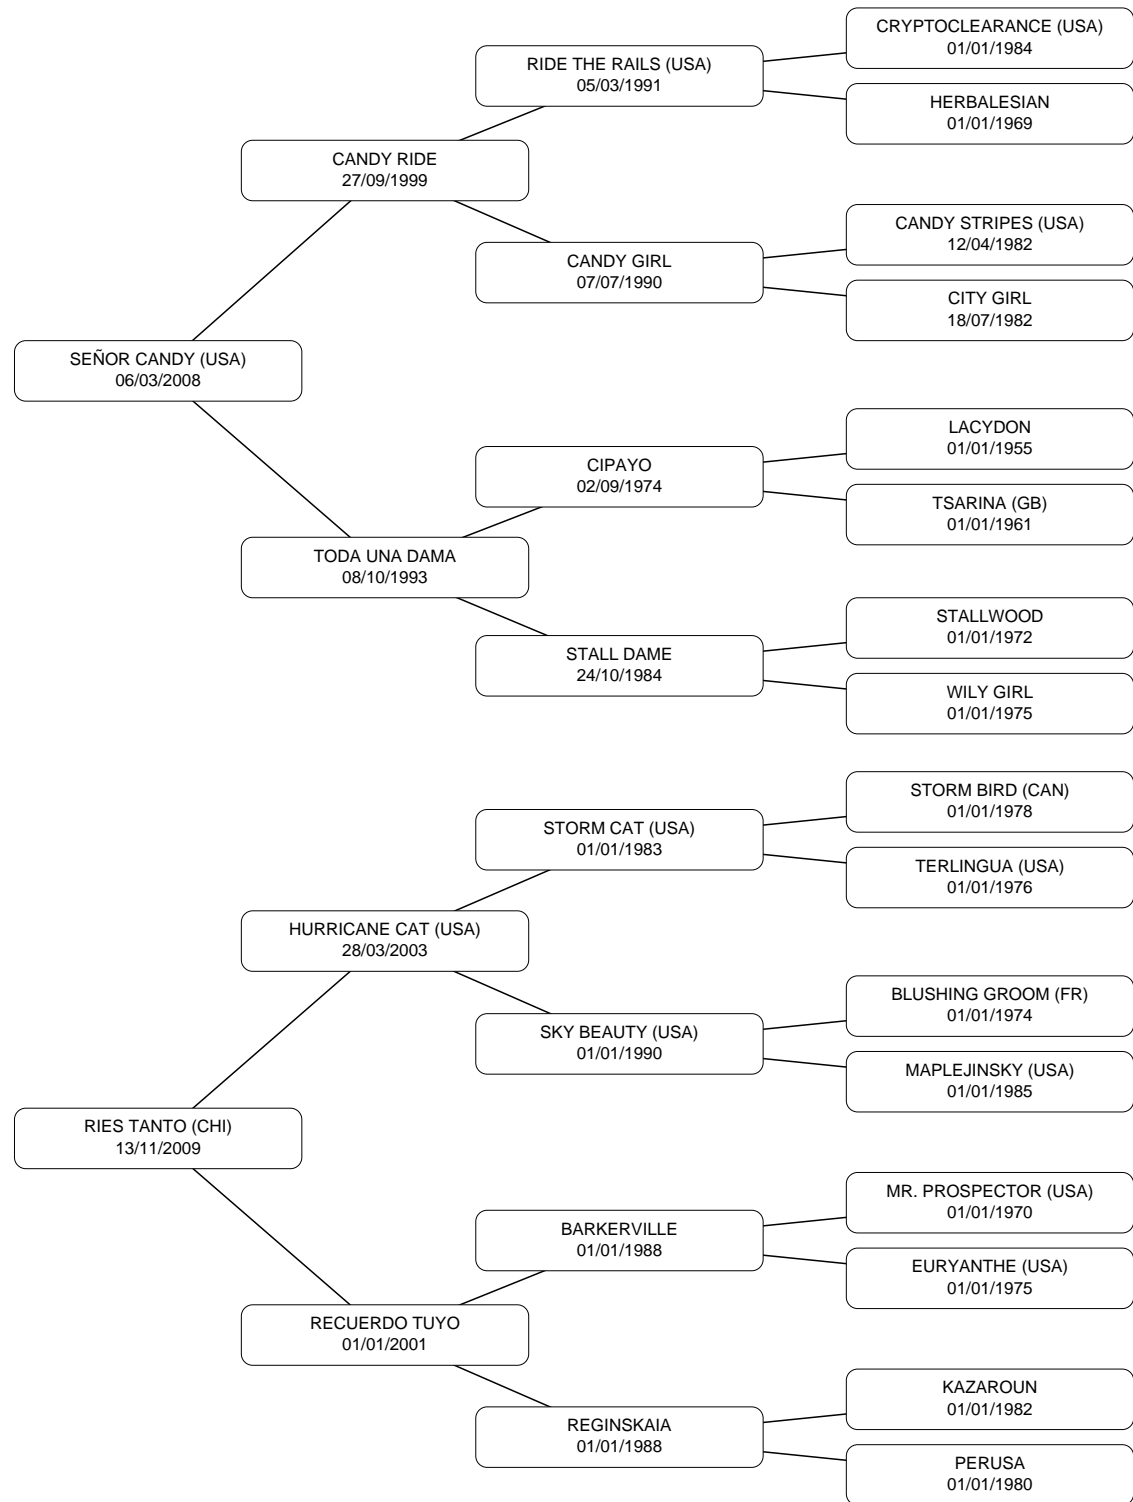 CRYPTOCLEARANCE (USA)
01/01/1984
RIDE THE RAILS (USA)
05/03/1991
HERBALESIAN
01/01/1969
CANDY RIDE
27/09/1999
CANDY STRIPES (USA)
12/04/1982
CANDY GIRL
07/07/1990
CITY GIRL
18/07/1982
SEÑOR CANDY (USA)
06/03/2008
LACYDON
01/01/1955
CIPAYO
02/09/1974
TSARINA (GB)
01/01/1961
TODA UNA DAMA
08/10/1993
STALLWOOD
01/01/1972
STALL DAME
24/10/1984
WILY GIRL
01/01/1975
STORM BIRD (CAN)
01/01/1978
STORM CAT (USA)
01/01/1983
TERLINGUA (USA)
01/01/1976
HURRICANE CAT (USA)
28/03/2003
BLUSHING GROOM (FR)
01/01/1974
SKY BEAUTY (USA)
01/01/1990
MAPLEJINSKY (USA)
01/01/1985
RIES TANTO (CHI)
13/11/2009
MR. PROSPECTOR (USA)
01/01/1970
BARKERVILLE
01/01/1988
EURYANTHE (USA)
01/01/1975
RECUERDO TUYO
01/01/2001
KAZAROUN
01/01/1982
REGINSKAIA
01/01/1988
PERUSA
01/01/1980